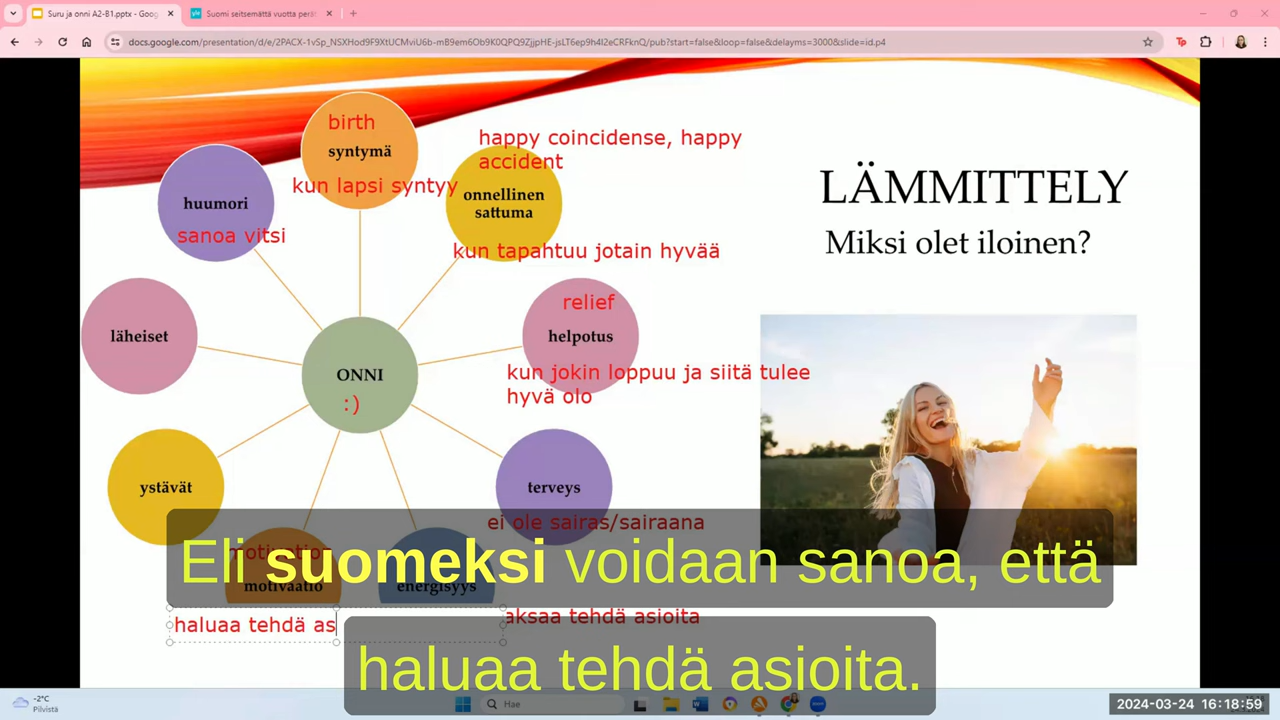 Suru ja onni A2-B1.pptx - Goog
yle
Suomi seitsemättä vuotta perät
docs.google.com/presentation/d/e/2PACX-1vSp_NSXHod9F9XtUCMviU6b-mB9em6Ob9K0QPQ9ZjjpHE-jsLT6ep9h4I2eCRFknQ/pub?start=false&loop=false&delayms=3000&slide=id.p4
Tp
LÄMMITTELY
Miksi olet iloinen?
birth
syntymä
kun lapsi syntyy
happy coincidense, happy
accident
onnellinen
sattuma
kun tapahtuu jotain hyvää
huumori
sanoa vitsi
relief
helpotus
kun jokin loppuu ja siitä tulee
hyvä olo
läheiset
ONNI
:)
ystävät
terveys
ei ole sairas/sairaana
motivation
motivaatio
energisyys
haluaa tehdä as
aksaa tehdä asioita
Eli suomeksi voidaan sanoa, että
haluaa tehdä asioita.
-2°C
Pilvistä
Hae
2024-03-24 16:18:59